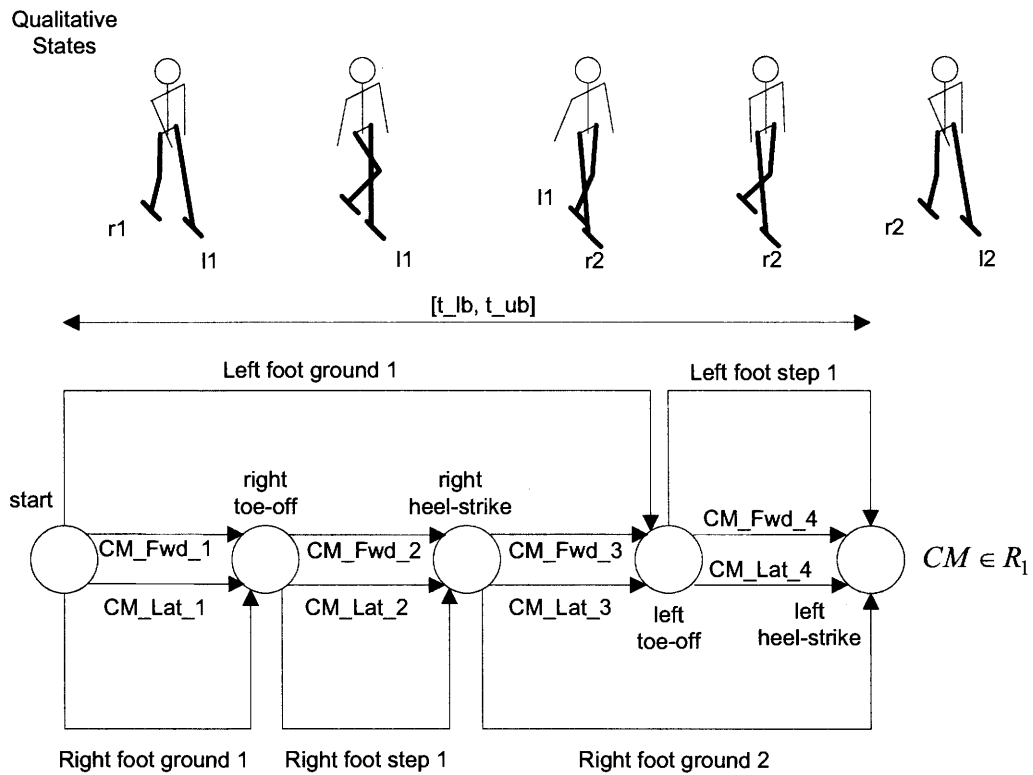 Qualitative
States
r1
l1
l1
l1
r2
r2
r2
l2
[t_lb, t_ub]
Left foot ground 1
Left foot step 1
start
right
toe-off
right
heel-strike
CM_Fwd_1
CM_Fwd_2
CM_Fwd_3
CM_Fwd_4
CM_Lat_1
CM_Lat_2
CM_Lat_3
CM_Lat_4
CM ∈ R₁
left
toe-off
left
heel-strike
Right foot ground 1
Right foot step 1
Right foot ground 2